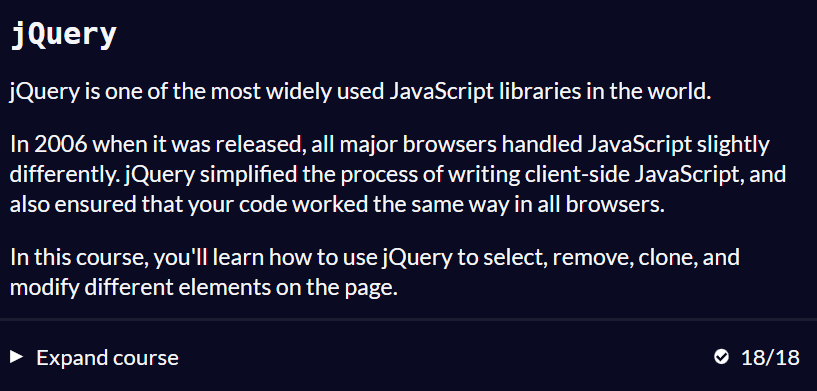 jQuery
jQuery is one of the most widely used JavaScript libraries in the world.
In 2006 when it was released, all major browsers handled JavaScript slightly
differently. jQuery simplified the process of writing client-side JavaScript, and
also ensured that your code worked the same way in all browsers.
In this course, you'll learn how to use jQuery to select, remove, clone, and
modify different elements on the page.
Expand course 18/18